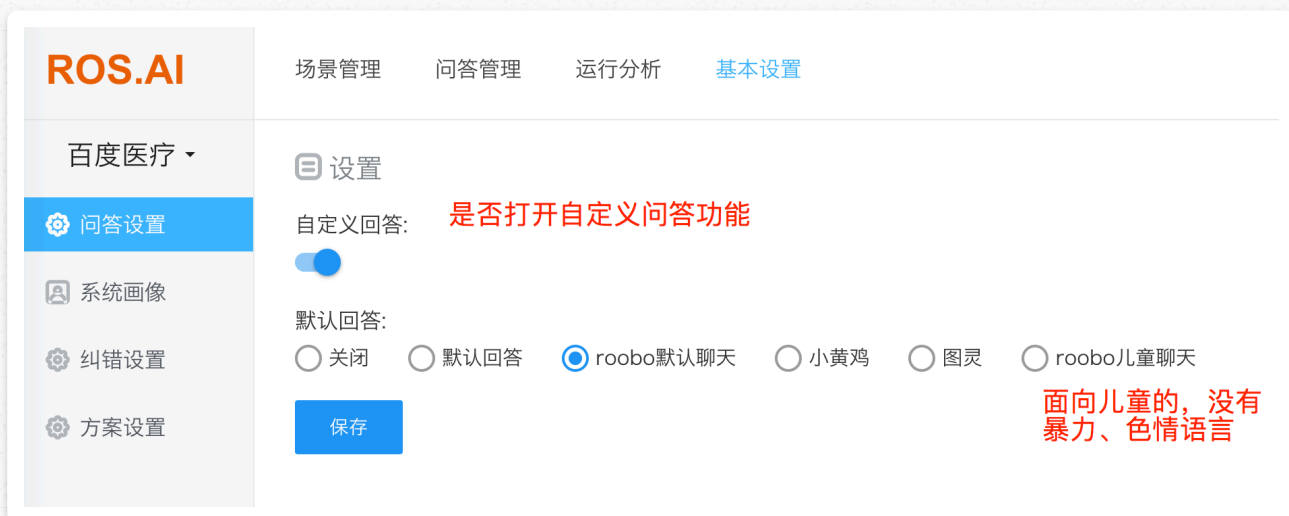 ROS.AI
场景管理 问答管理 运行分析 基本设置
百度医疗
设置
问答设置
自定义回答: 是否打开自定义问答功能
系统画像
默认回答:
纠错设置
关闭 默认回答 roobo默认聊天 小黄鸡 图灵 roobo儿童聊天
面向儿童的，没有
暴力、色情语言
方案设置
保存